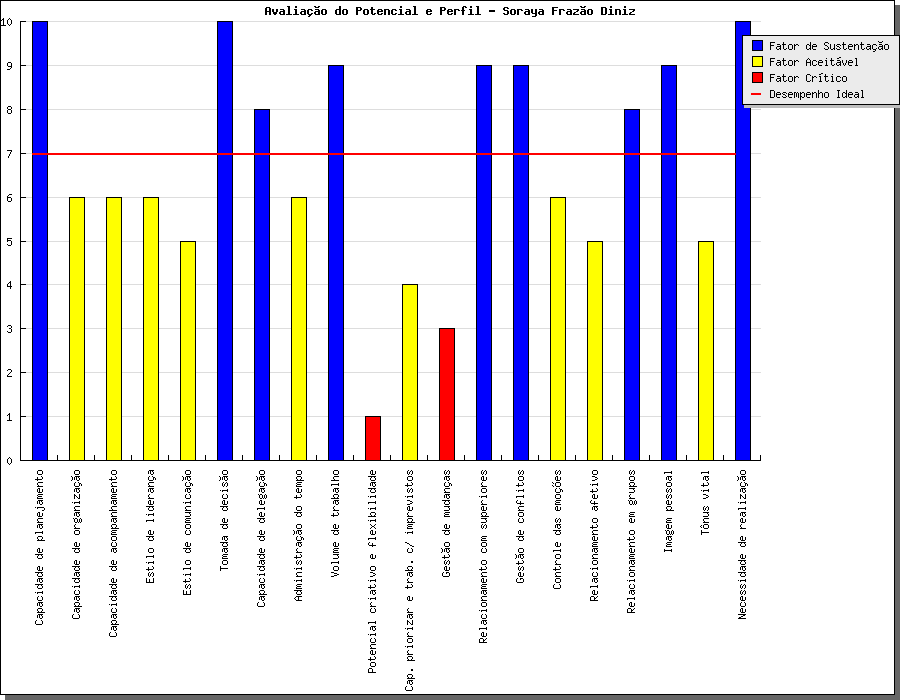 Avaliação do Potencial e Perfil - Soraya Frazão Diniz
Fator de Sustentação
Fator Aceitável
Fator Crítico
Desempenho Ideal
10
9
8
7
6
5
4
3
2
1
0
Capacidade de planejamento
Capacidade de organização
Capacidade de acompanhamento
Estilo de liderança
Estilo de comunicação
Tomada de decisão
Capacidade de delegação
Administração do tempo
Volume de trabalho
Potencial criativo e flexibilidade
Cap. priorizar e trab. c/ imprevistos
Gestão de mudanças
Relacionamento com superiores
Gestão de conflitos
Controle das emoções
Relacionamento afetivo
Relacionamento em grupos
Imagem pessoal
Tônus vital
Necessidade de realização